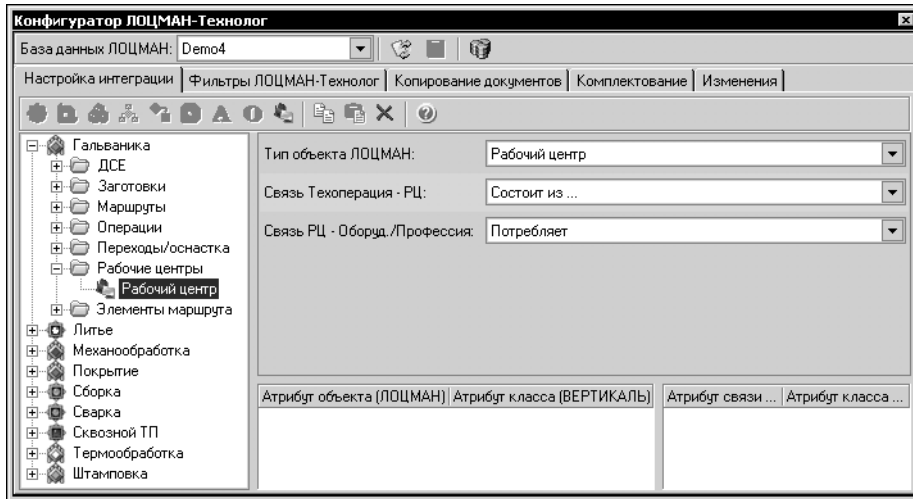 Конфигуратор ЛОЦМАН-Технолог
База данных ЛОЦМАН: Demo4
Настройка интеграции Фильтры ЛОЦМАН-Технолог Копирование документов Комплектование Изменения
Гальваника
ДСЕ
Заготовки
Маршруты
Операции
Переходы/оснастка
Рабочие центры
Рабочий центр
Элементы маршрута
Литье
Механообработка
Покрытие
Сборка
Сварка
Сквозной ТП
Термообработка
Штамповка
Тип объекта ЛОЦМАН: Рабочий центр
Связь Техоперация - РЦ: Состоит из ...
Связь РЦ - Оборуд./Профессия: Потребляет
Атрибут объекта (ЛОЦМАН) Атрибут класса (ВЕРТИКАЛЬ) Атрибут связи ... Атрибут класса ...